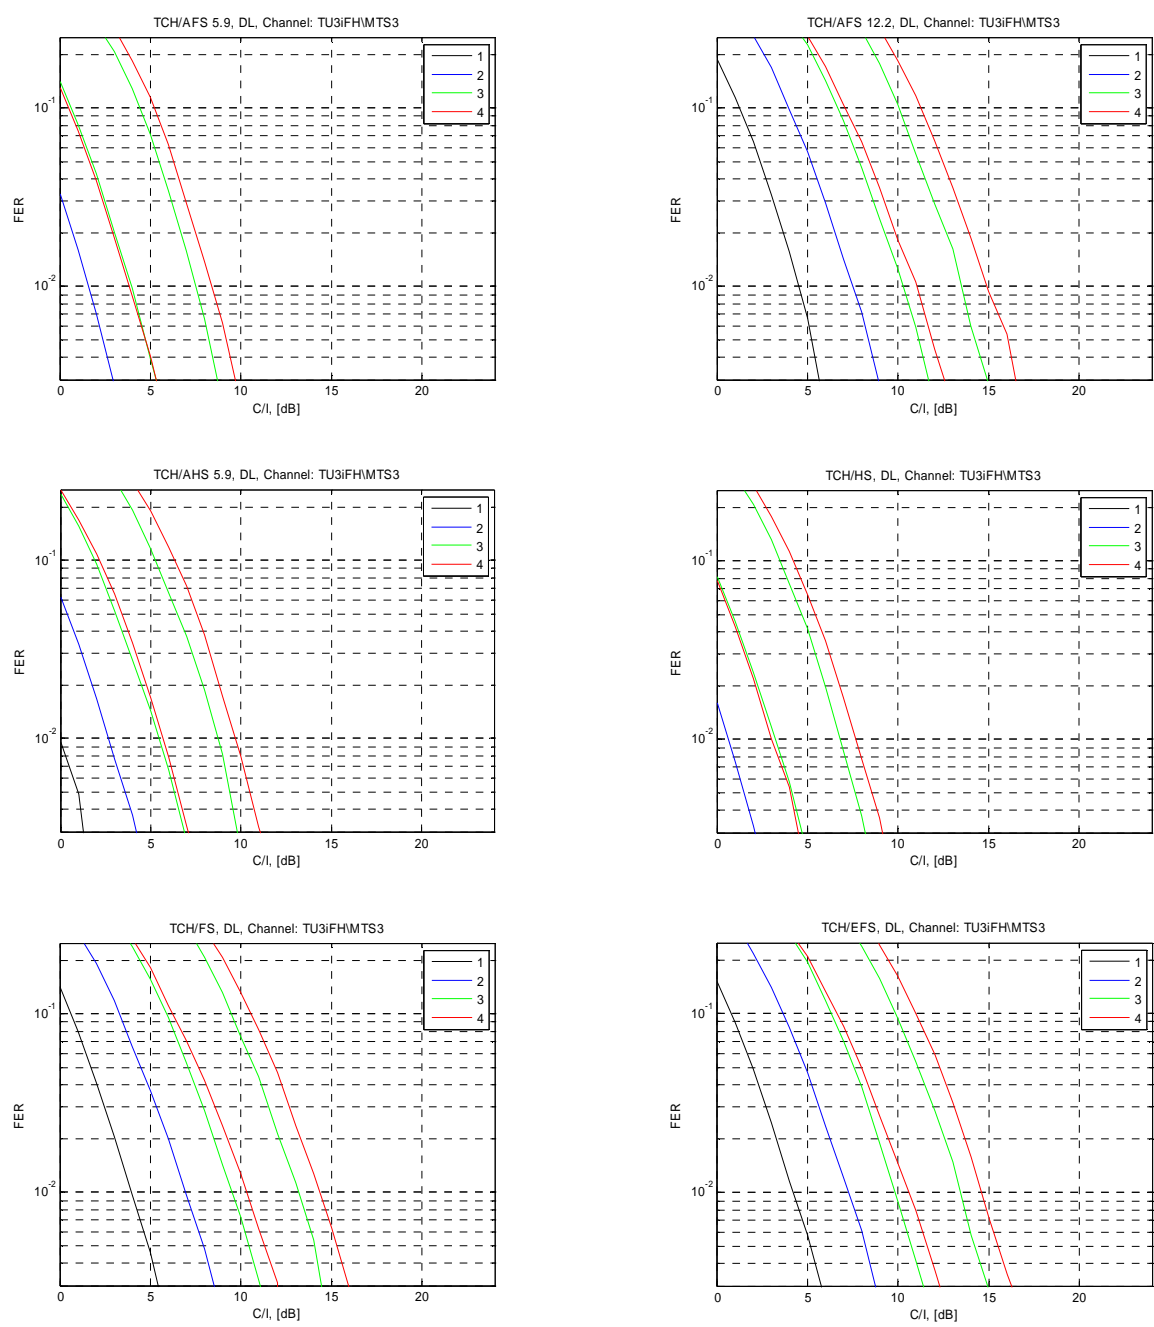 TCH/AFS 5.9, DL, Channel: TU3iFH\MTS3
FER
10^-1
10^-2
0 5 10 15 20
C/I, [dB]
1
2
3
4
TCH/AFS 12.2, DL, Channel: TU3iFH\MTS3
FER
10^-1
10^-2
0 5 10 15 20
C/I, [dB]
1
2
3
4
TCH/AHS 5.9, DL, Channel: TU3iFH\MTS3
FER
10^-1
10^-2
0 5 10 15 20
C/I, [dB]
1
2
3
4
TCH/HS, DL, Channel: TU3iFH\MTS3
FER
10^-1
10^-2
0 5 10 15 20
C/I, [dB]
1
2
3
4
TCH/FS, DL, Channel: TU3iFH\MTS3
FER
10^-1
10^-2
0 5 10 15 20
C/I, [dB]
1
2
3
4
TCH/EFS, DL, Channel: TU3iFH\MTS3
FER
10^-1
10^-2
0 5 10 15 20
C/I, [dB]
1
2
3
4